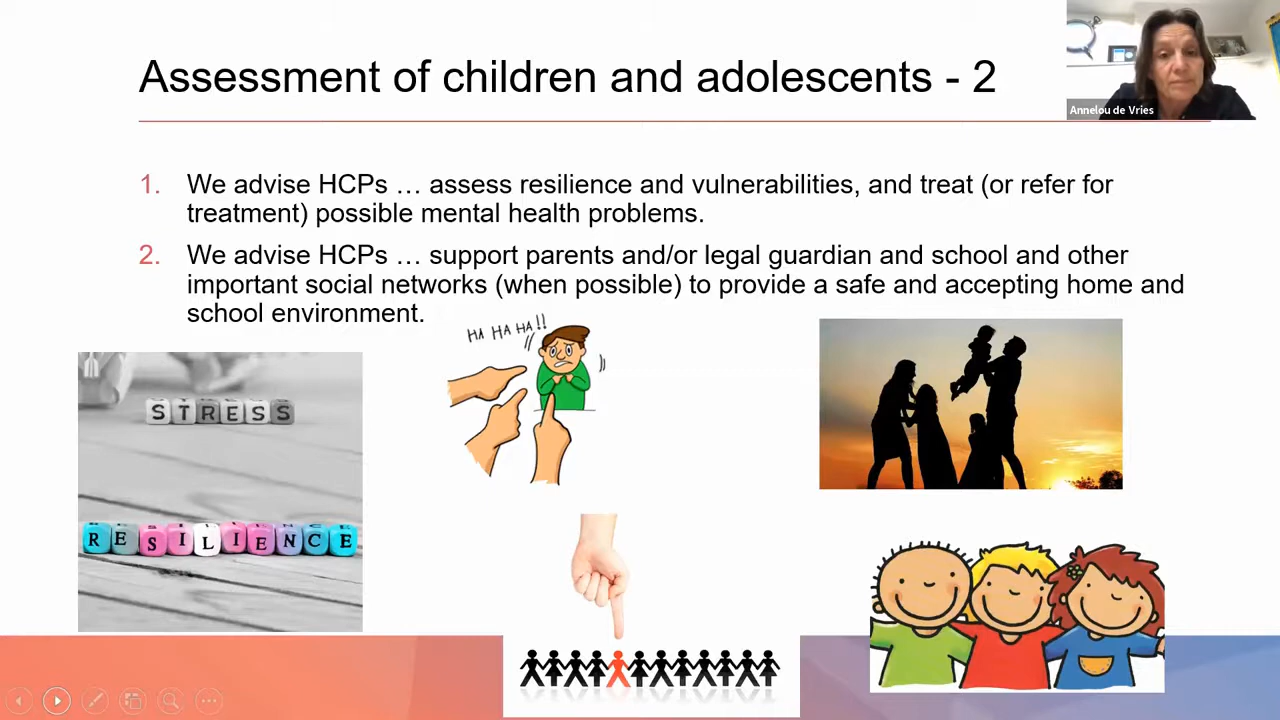 Assessment of children and adolescents - 2
Annelou de Vries
1. We advise HCPs … assess resilience and vulnerabilities, and treat (or refer for
treatment) possible mental health problems.
2. We advise HCPs … support parents and/or legal guardian and school and other
important social networks (when possible) to provide a safe and accepting home and
school environment.
HA HA HA!!
STRESS
RESILIENCE